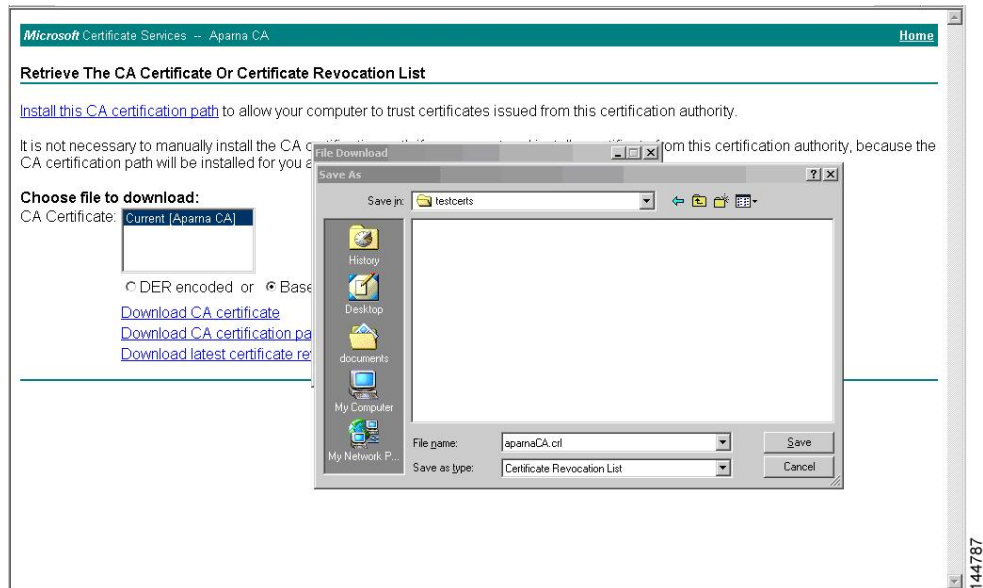 Microsoft Certificate Services -- Aparna CA Home
Retrieve The CA Certificate Or Certificate Revocation List
Install this CA certification path to allow your computer to trust certificates issued from this certification authority.
It is not necessary to manually install the CA from this certification authority, because the
CA certification path will be installed for you
File Download
Save As
Choose file to download:
CA Certificate: Current [Aparna CA]
DER encoded or Base
Download CA certificate
Download CA certification pa
Download latest certificate re
Save in: testcerts
History
Desktop
documents
My Computer
My Network P...
File name: aparnaCA.crl Save
Save as type: Certificate Revocation List Cancel
144787